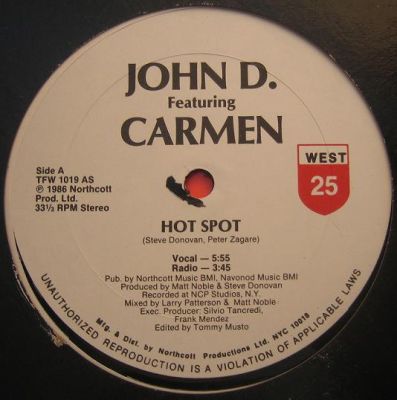 JOHN D.
Featuring
CARMEN
Side A
TFW 1019 AS
℗ 1986 Northcott
Prod. Ltd.
33⅓ RPM Stereo
WEST
25
HOT SPOT
(Steve Donovan, Peter Zagare)
Vocal — 5:55
Radio — 3:45
Pub. by Northcott Music BMI, Navonod Music BMI
Produced by Matt Noble & Steve Donovan
Recorded at NCP Studios, N.Y.
Mixed by Larry Patterson & Matt Noble
Exec. Producer: Silvio Tancredi,
Frank Mendez
Edited by Tommy Musto
Mfg. & Dist. by Northcott Productions Ltd. NYC 10019
UNAUTHORIZED REPRODUCTION IS A VIOLATION OF APPLICABLE LAWS